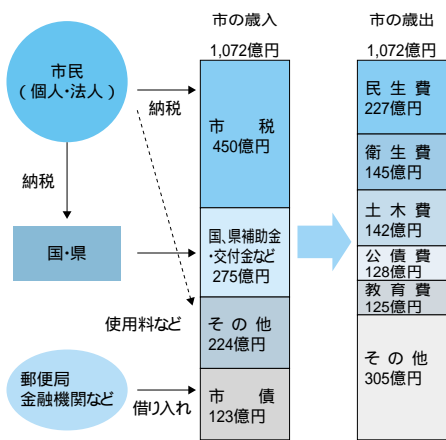 市の歳入
1,072億円
市の歳出
1,072億円
市民
(個人・法人)
納税
納税
国・県
使用料など
郵便局
金融機関など
借り入れ
市税
450億円
国、県補助金
・交付金など
275億円
その他
224億円
市債
123億円
民生費
227億円
衛生費
145億円
土木費
142億円
公債費
128億円
教育費
125億円
その他
305億円